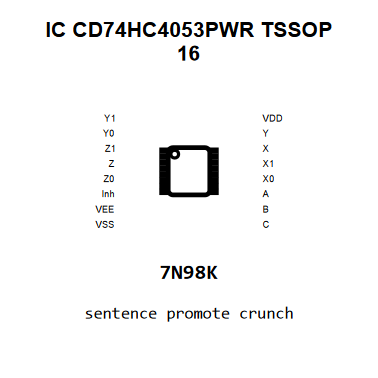 IC CD74HC4053PWR TSSOP
16
Y1 VDD
Y0 Y
Z1 X
Z X1
Z0 X0
Inh A
VEE B
VSS C
7N98K
sentence promote crunch